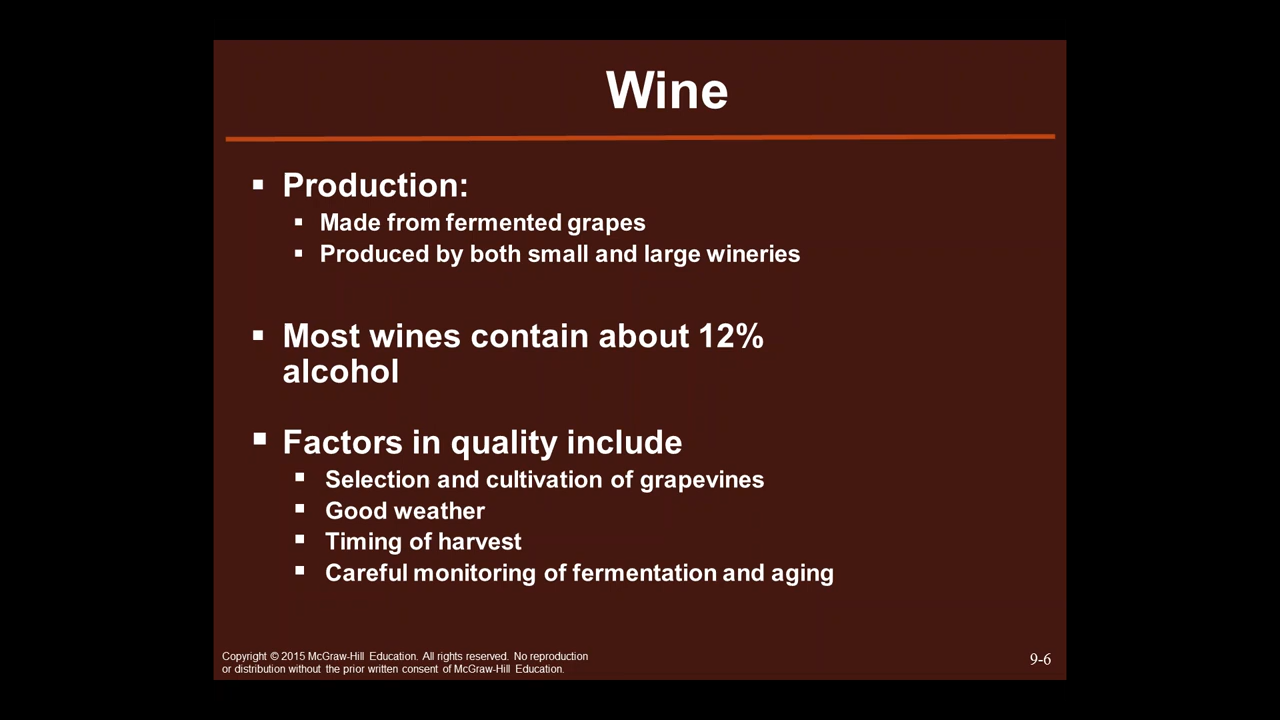 Wine
▪ Production:
▪ Made from fermented grapes
▪ Produced by both small and large wineries
▪ Most wines contain about 12%
alcohol
▪ Factors in quality include
▪ Selection and cultivation of grapevines
▪ Good weather
▪ Timing of harvest
▪ Careful monitoring of fermentation and aging
Copyright © 2015 McGraw-Hill Education. All rights reserved. No reproduction
or distribution without the prior written consent of McGraw-Hill Education.
9-6